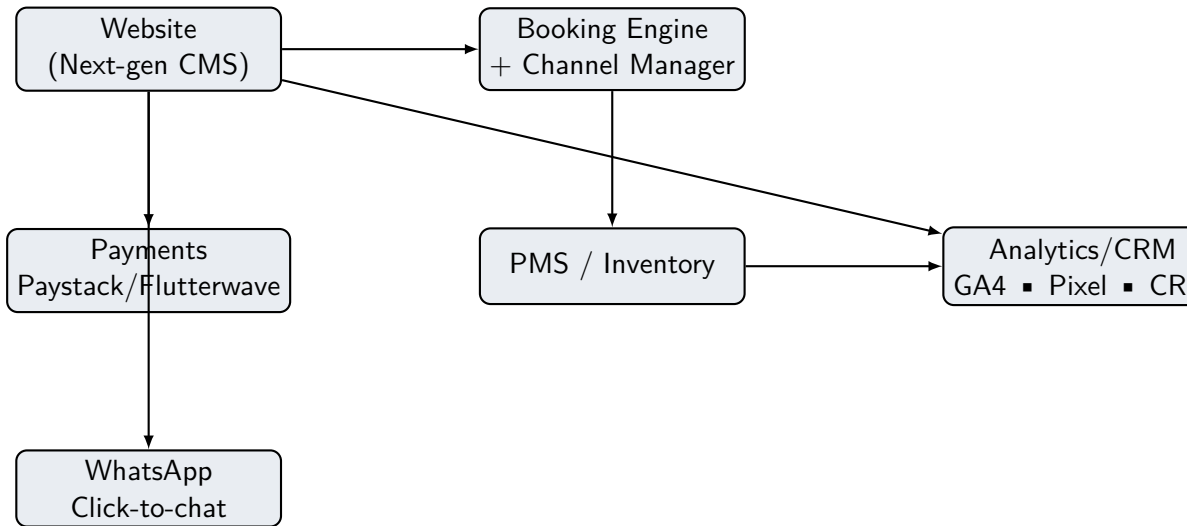 Website
(Next-gen CMS)
Booking Engine
+ Channel Manager
Payments
Paystack/Flutterwave
PMS / Inventory
Analytics/CRM
GA4 ▪ Pixel ▪ CR
WhatsApp
Click-to-chat